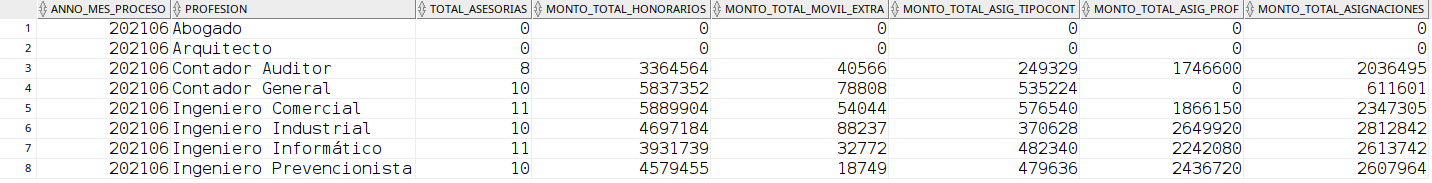 ANNO_MES_PROCESO PROFESION TOTAL_ASESORIAS MONTO_TOTAL_HONORARIOS MONTO_TOTAL_MOVIL_EXTRA MONTO_TOTAL_ASIG_TIPOCONT MONTO_TOTAL_ASIG_PROF MONTO_TOTAL_ASIGNACIONES
1 202106 Abogado 0 0 0 0 0 0
2 202106 Arquitecto 0 0 0 0 0 0
3 202106 Contador Auditor 8 3364564 40566 249329 1746600 2036495
4 202106 Contador General 10 5837352 78808 535224 0 611601
5 202106 Ingeniero Comercial 11 5889904 54044 576540 1866150 2347305
6 202106 Ingeniero Industrial 10 4697184 88237 370628 2649920 2812842
7 202106 Ingeniero Informático 11 3931739 32772 482340 2242080 2613742
8 202106 Ingeniero Prevencionista 10 4579455 18749 479636 2436720 2607964